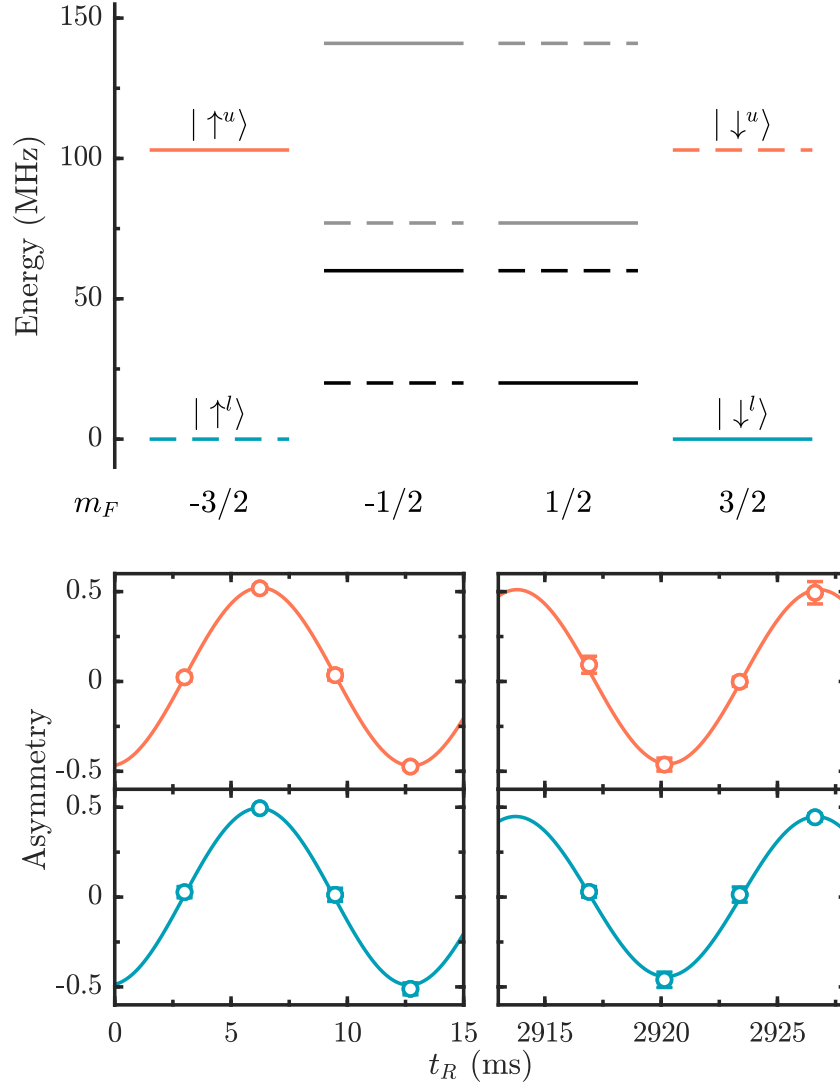 150
| ↑ᵘ⟩ | ↓ᵘ⟩
100
Energy (MHz)
50
| ↑ˡ⟩ | ↓ˡ⟩
0
m_F -3/2 -1/2 1/2 3/2
0.5
0
-0.5
Asymmetry
0.5
0
-0.5
0 5 10 15 2915 2920 2925
t_R (ms)